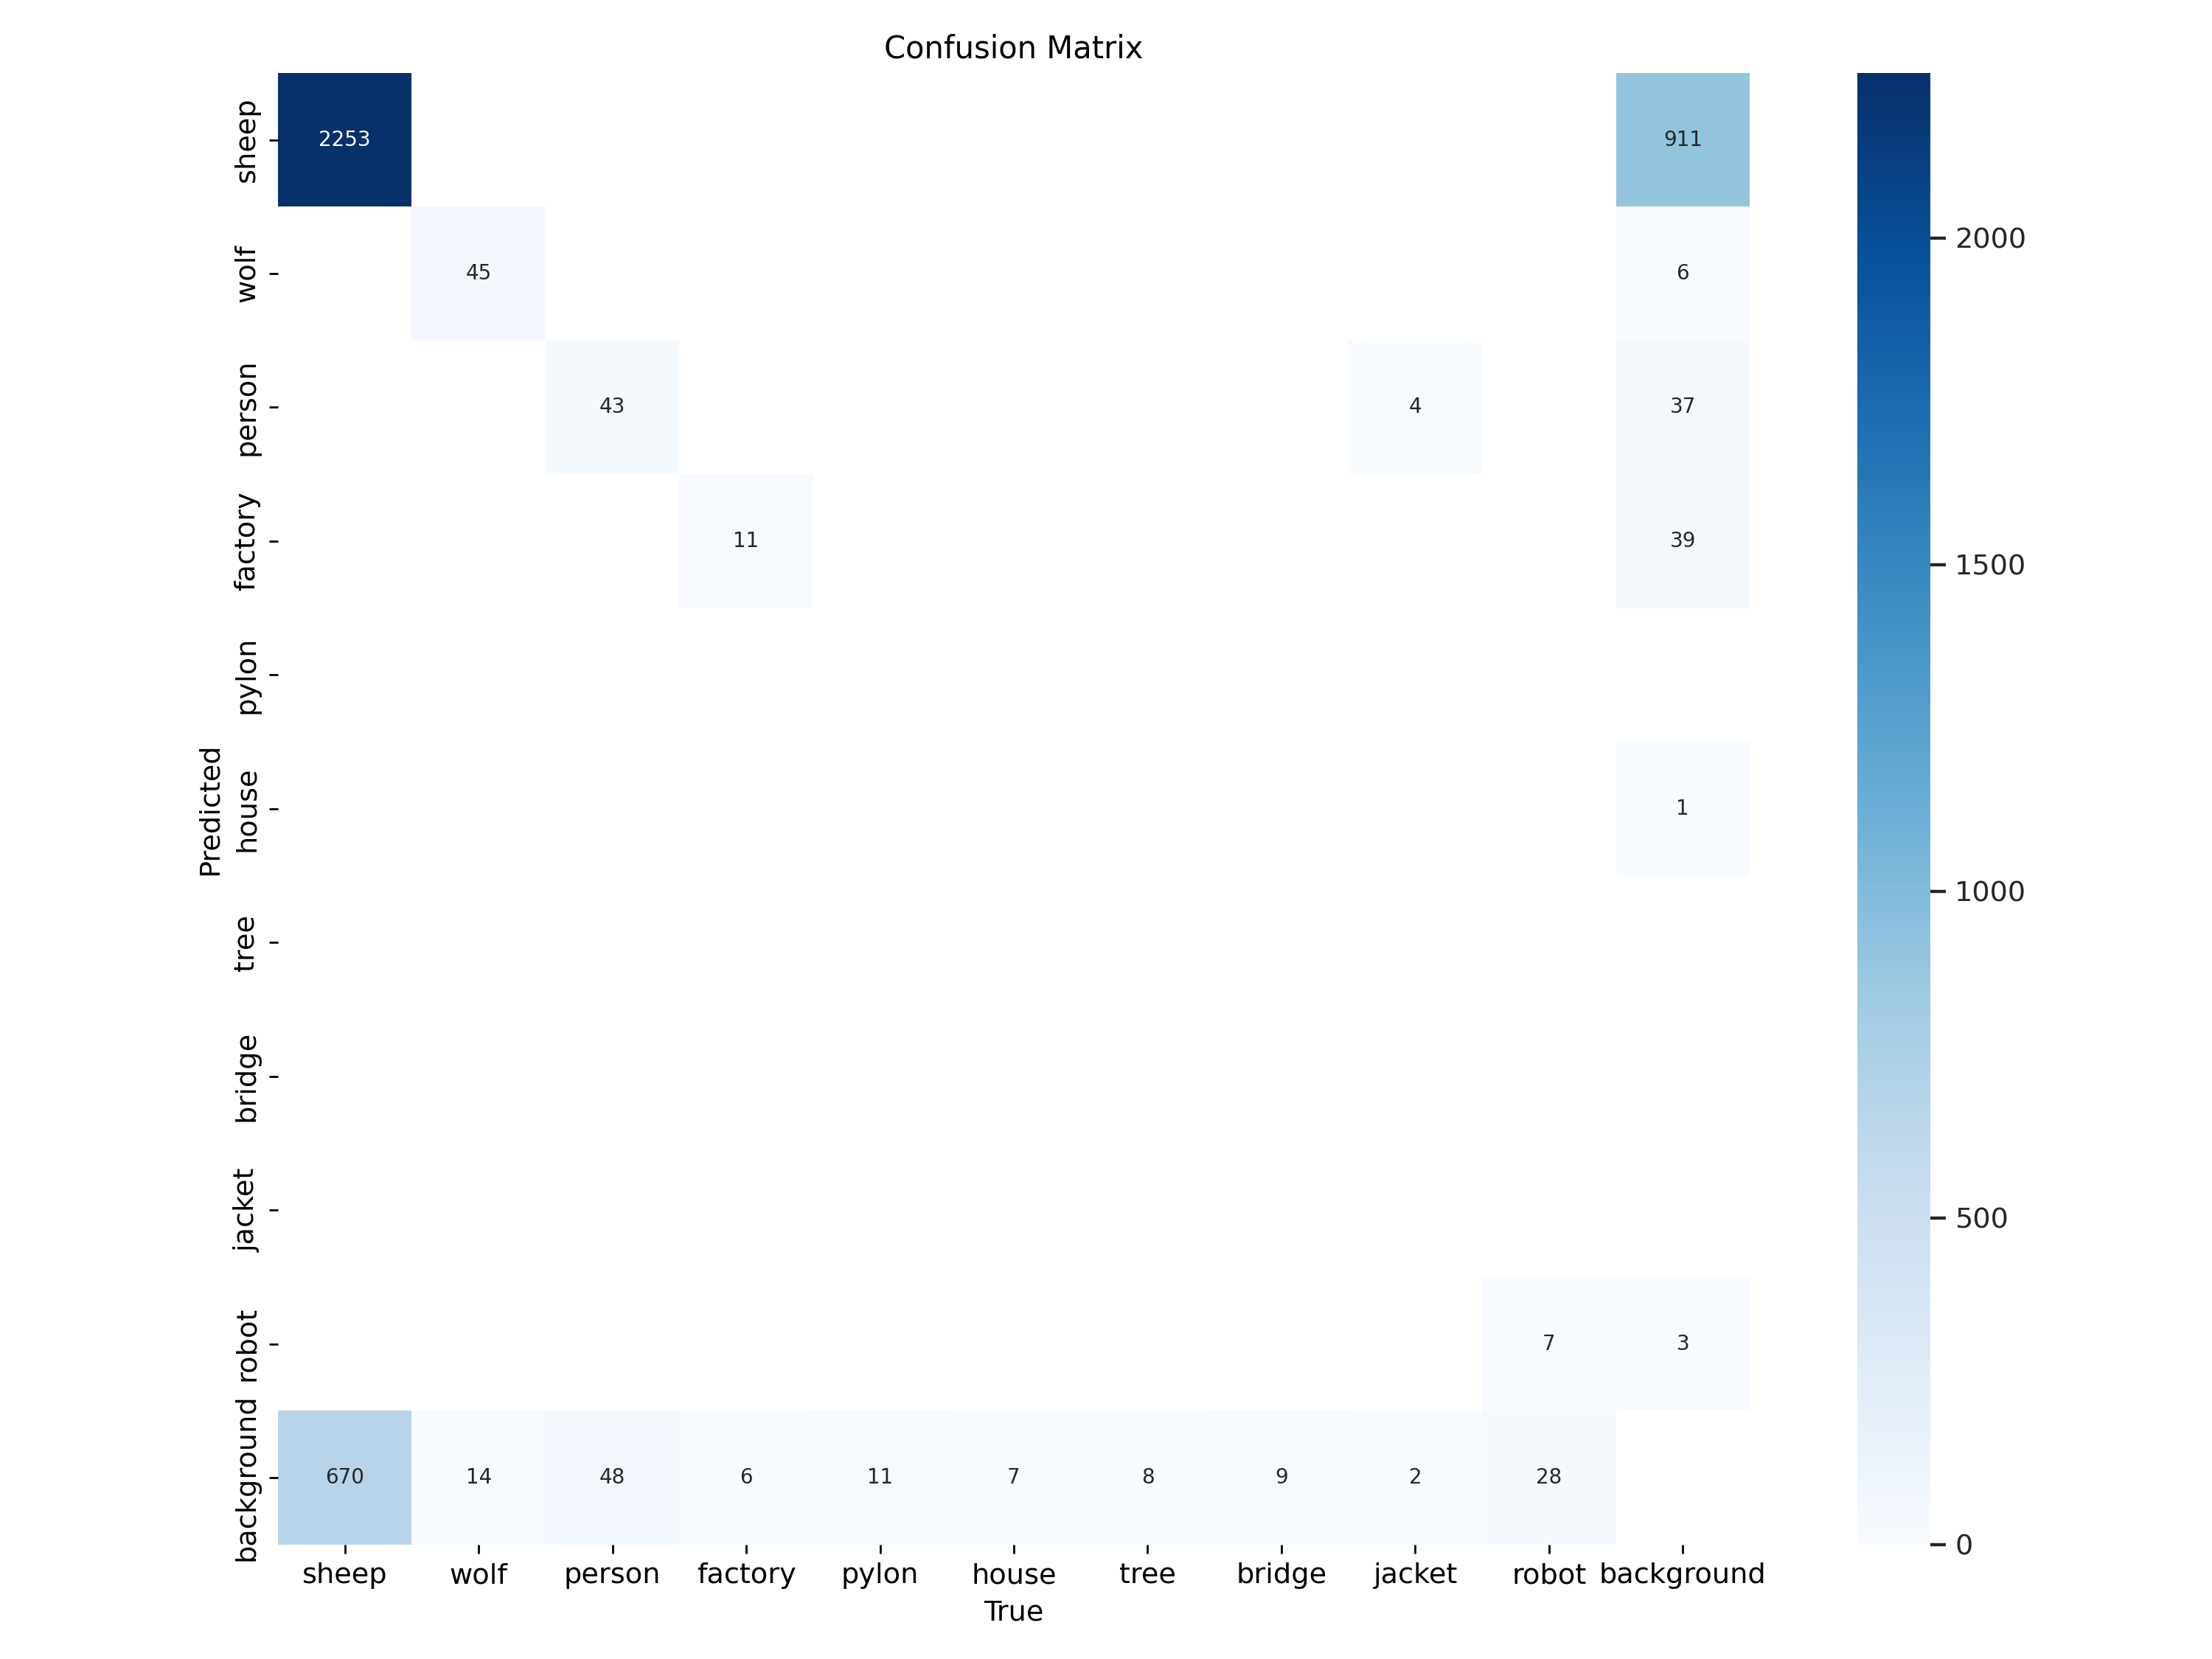 Confusion Matrix
sheep
2253
911
wolf
45
6
person
43
4
37
factory
11
39
pylon
house
1
tree
bridge
jacket
robot
7
3
background
670
14
48
6
11
7
8
9
2
28
Predicted
sheep
wolf
person
factory
pylon
house
tree
bridge
jacket
robot
background
True
2000
1500
1000
500
0